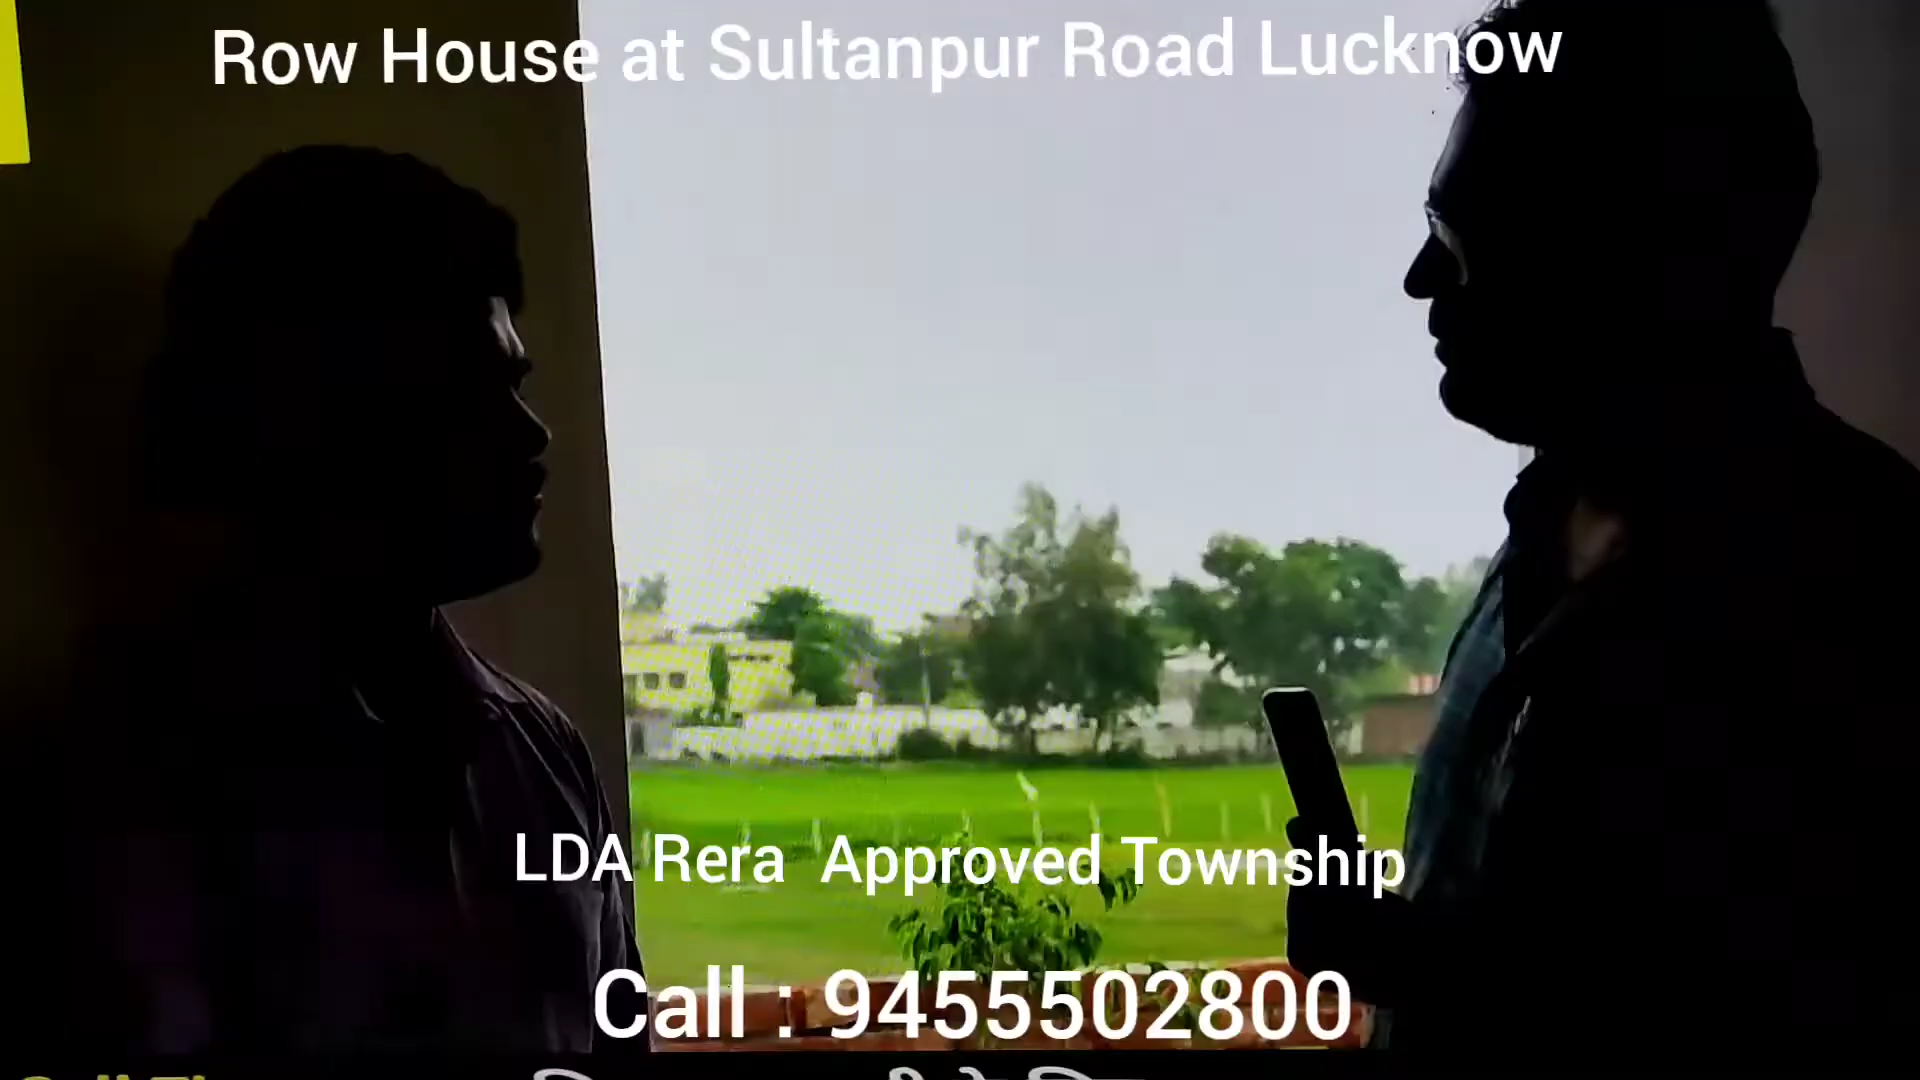 Row House at Sultanpur Road Lucknow
LDA Rera Approved Township
Call : 9455502800